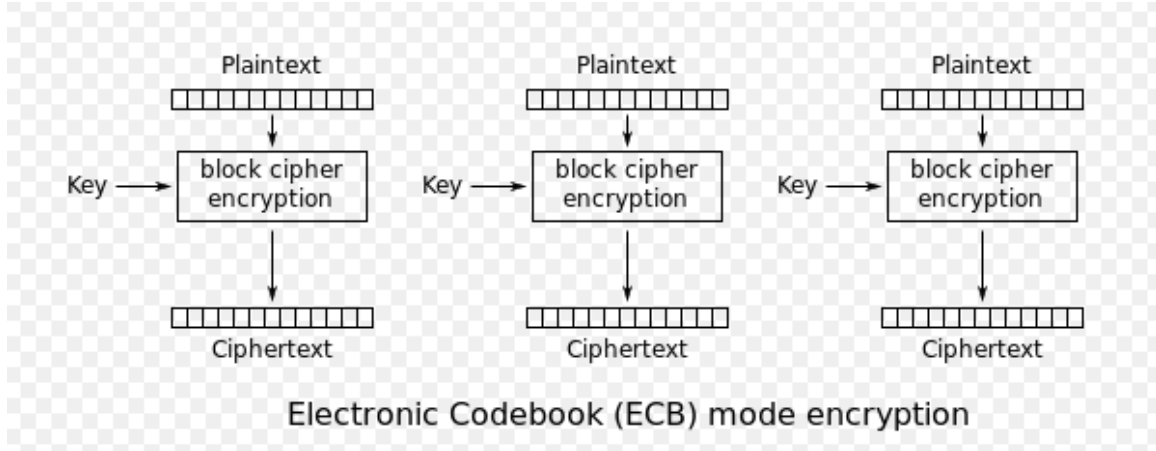 Plaintext
Plaintext
Plaintext
Key
block cipher
encryption
Key
block cipher
encryption
Key
block cipher
encryption
Ciphertext
Ciphertext
Ciphertext
Electronic Codebook (ECB) mode encryption